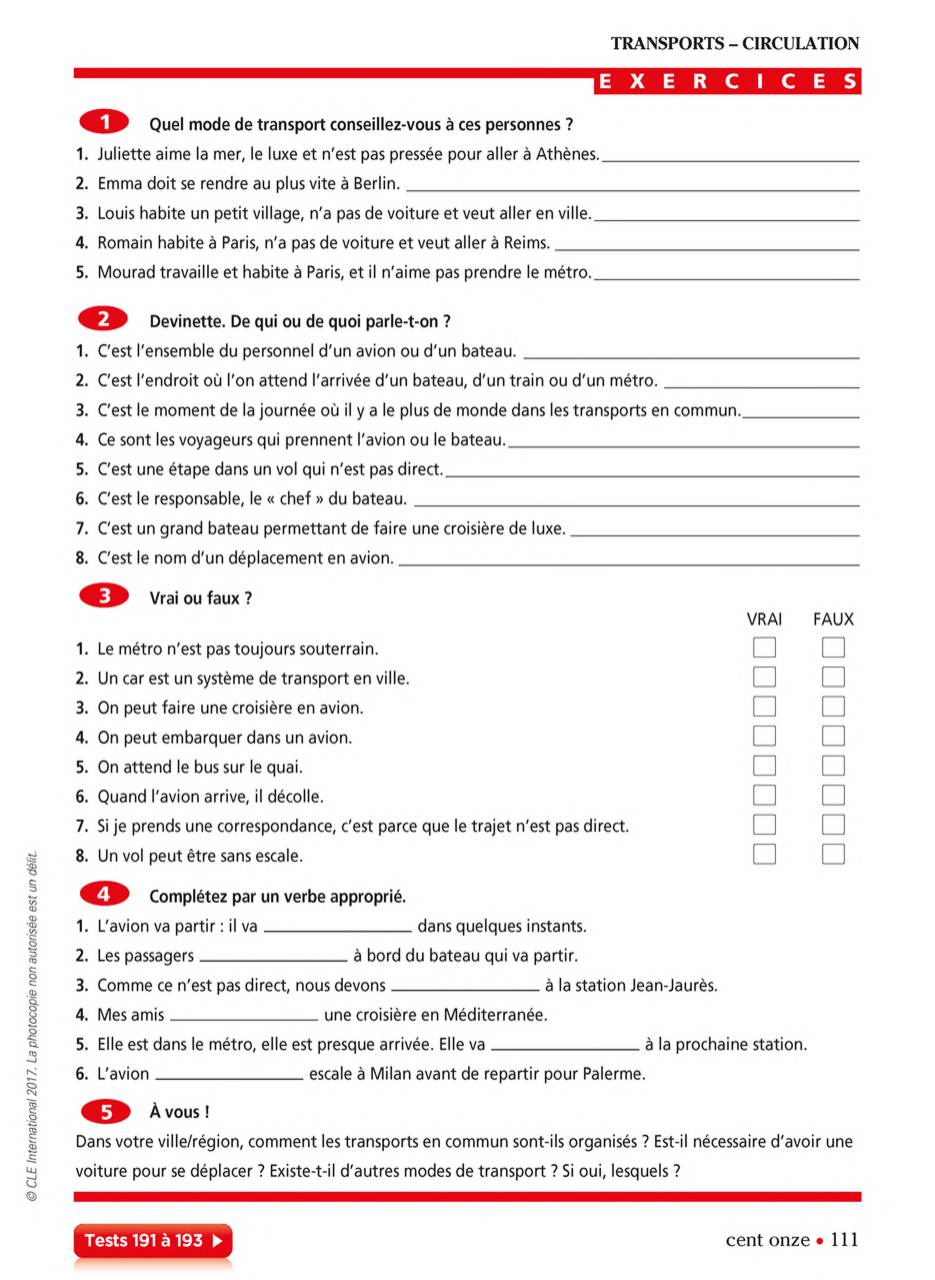 TRANSPORTS – CIRCULATION
EXERCICES
1 Quel mode de transport conseillez-vous à ces personnes ?
1. Juliette aime la mer, le luxe et n’est pas pressée pour aller à Athènes.
2. Emma doit se rendre au plus vite à Berlin.
3. Louis habite un petit village, n’a pas de voiture et veut aller en ville.
4. Romain habite à Paris, n’a pas de voiture et veut aller à Reims.
5. Mourad travaille et habite à Paris, et il n’aime pas prendre le métro.
2 Devinette. De qui ou de quoi parle-t-on ?
1. C’est l’ensemble du personnel d’un avion ou d’un bateau.
2. C’est l’endroit où l’on attend l’arrivée d’un bateau, d’un train ou d’un métro.
3. C’est le moment de la journée où il y a le plus de monde dans les transports en commun.
4. Ce sont les voyageurs qui prennent l’avion ou le bateau.
5. C’est une étape dans un vol qui n’est pas direct.
6. C’est le responsable, le « chef » du bateau.
7. C’est un grand bateau permettant de faire une croisière de luxe.
8. C’est le nom d’un déplacement en avion.
3 Vrai ou faux ?
VRAI FAUX
1. Le métro n’est pas toujours souterrain.
2. Un car est un système de transport en ville.
3. On peut faire une croisière en avion.
4. On peut embarquer dans un avion.
5. On attend le bus sur le quai.
6. Quand l’avion arrive, il décolle.
7. Si je prends une correspondance, c’est parce que le trajet n’est pas direct.
8. Un vol peut être sans escale.
4 Complétez par un verbe approprié.
1. L’avion va partir : il va ________ dans quelques instants.
2. Les passagers ________ à bord du bateau qui va partir.
3. Comme ce n’est pas direct, nous devons ________ à la station Jean-Jaurès.
4. Mes amis ________ une croisière en Méditerranée.
5. Elle est dans le métro, elle est presque arrivée. Elle va ________ à la prochaine station.
6. L’avion ________ escale à Milan avant de repartir pour Palerme.
5 À vous !
Dans votre ville/région, comment les transports en commun sont-ils organisés ? Est-il nécessaire d’avoir une
voiture pour se déplacer ? Existe-t-il d’autres modes de transport ? Si oui, lesquels ?
© CLE International 2017. La photocopie non autorisée est un délit.
Tests 191 à 193
cent onze • 111